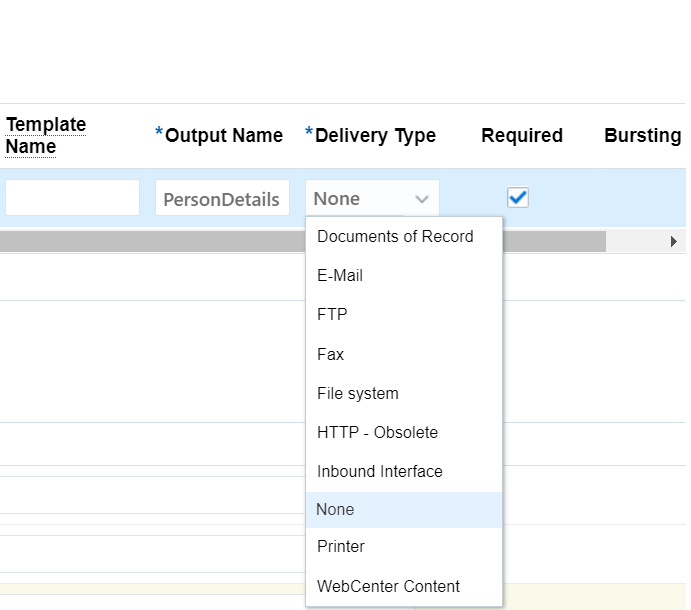 Template
Name
*Output Name
*Delivery Type
Required
Bursting
PersonDetails
None
Documents of Record
E-Mail
FTP
Fax
File system
HTTP - Obsolete
Inbound Interface
None
Printer
WebCenter Content